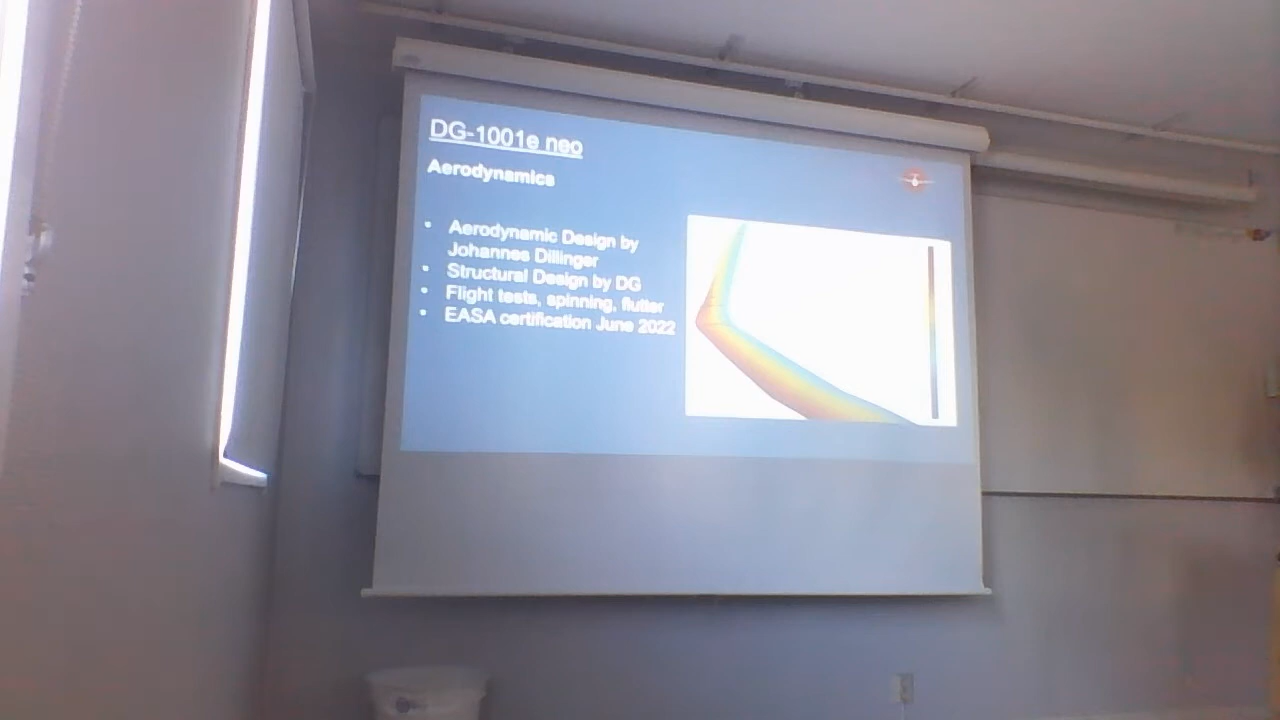 DG-1001e neo
Aerodynamics
• Aerodynamic Design by
Johannes Dillinger
• Structural Design by DG
• Flight tests, spinning, flutter
• EASA certification June 2022